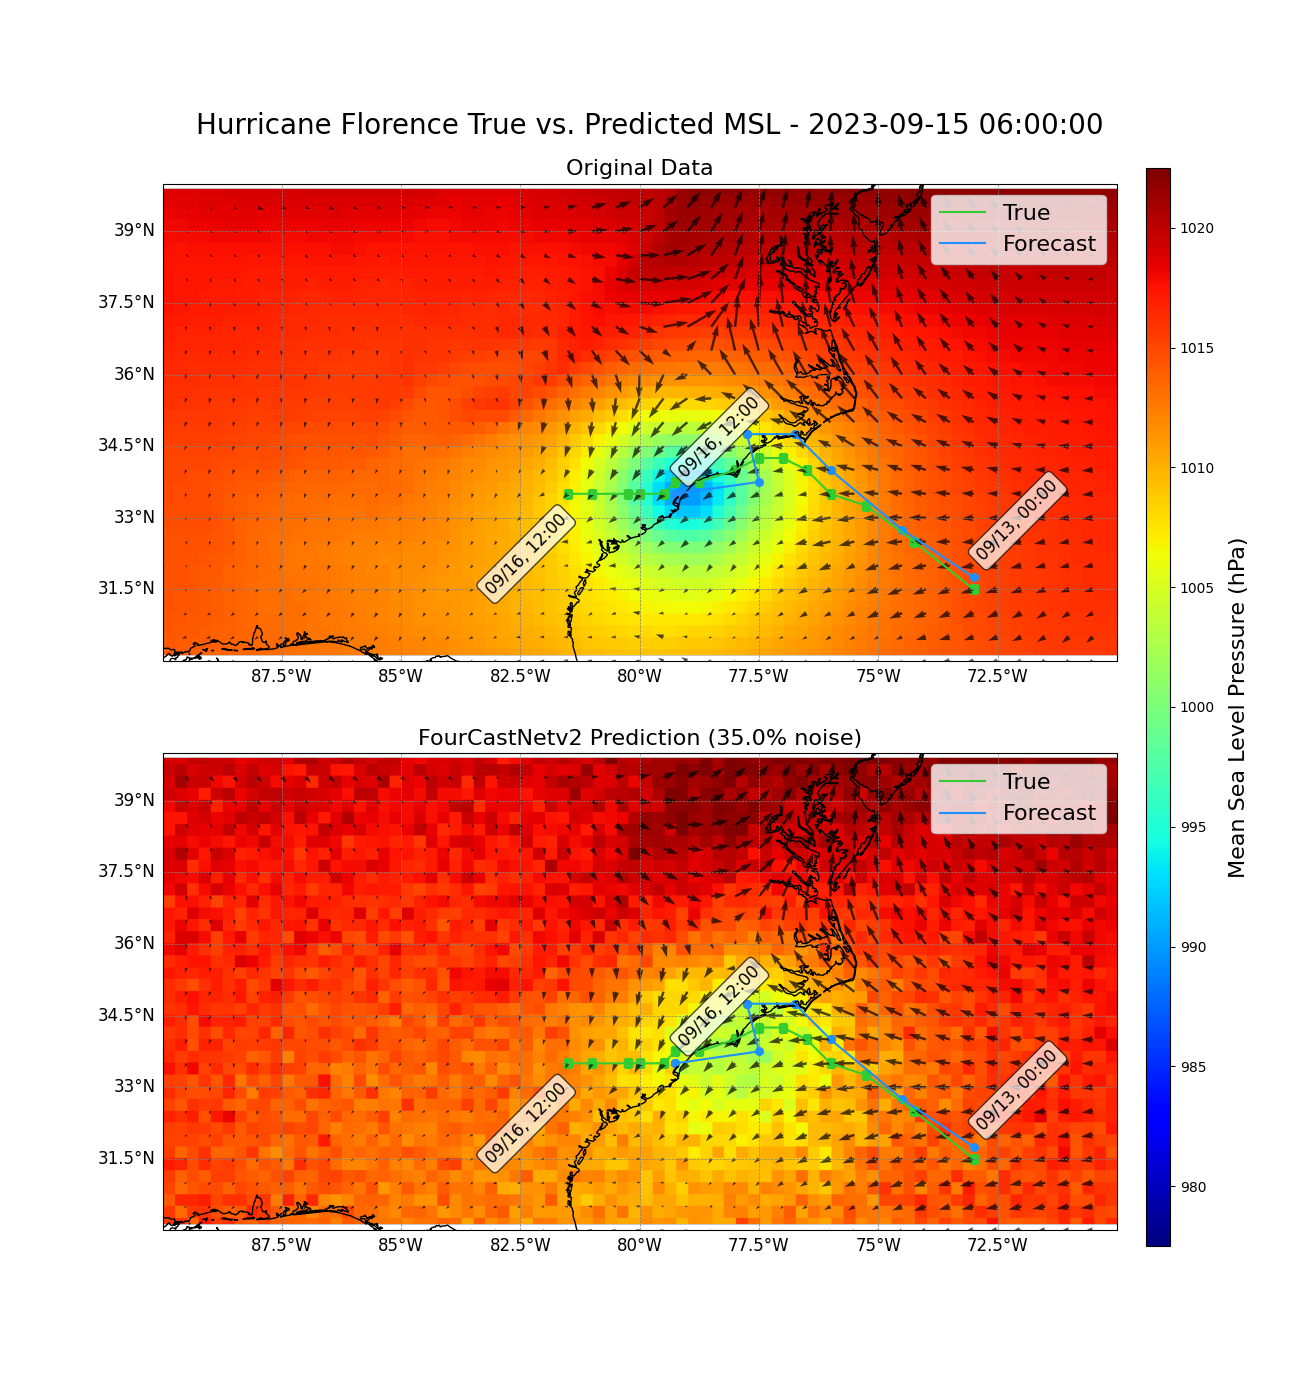 Hurricane Florence True vs. Predicted MSL - 2023-09-15 06:00:00
Original Data
True
Forecast
39°N
37.5°N
36°N
34.5°N
33°N
31.5°N
09/16, 12:00
09/16, 12:00
09/13, 00:00
87.5°W
85°W
82.5°W
80°W
77.5°W
75°W
72.5°W
FourCastNetv2 Prediction (35.0% noise)
True
Forecast
39°N
37.5°N
36°N
34.5°N
33°N
31.5°N
09/16, 12:00
09/16, 12:00
09/13, 00:00
87.5°W
85°W
82.5°W
80°W
77.5°W
75°W
72.5°W
1020
1015
1010
1005
1000
995
990
985
980
Mean Sea Level Pressure (hPa)